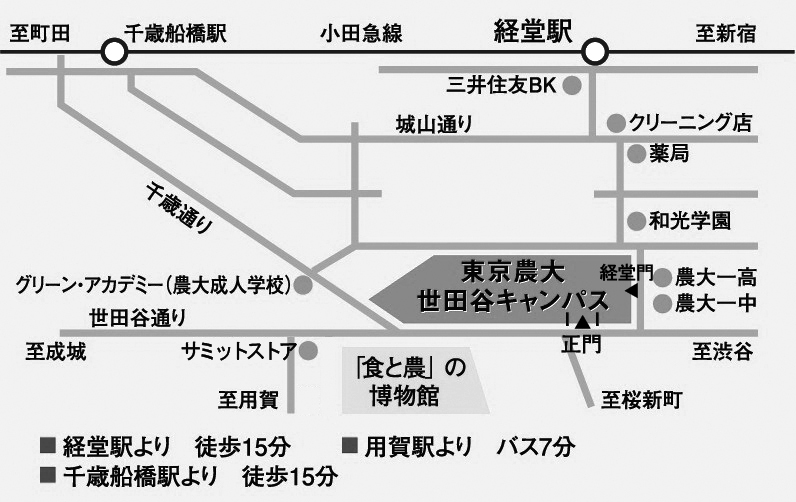 至町田
千歳船橋駅
小田急線
経堂駅
至新宿
三井住友BK
城山通り
クリーニング店
薬局
千歳通り
和光学園
東京農大
世田谷キャンパス
経堂門
農大一高
農大一中
グリーン・アカデミー(農大成人学校)
世田谷通り
正門
至成城
サミットストア
至渋谷
「食と農」の
博物館
至用賀
至桜新町
■ 経堂駅より 徒歩15分
■ 用賀駅より バス7分
■ 千歳船橋駅より 徒歩15分